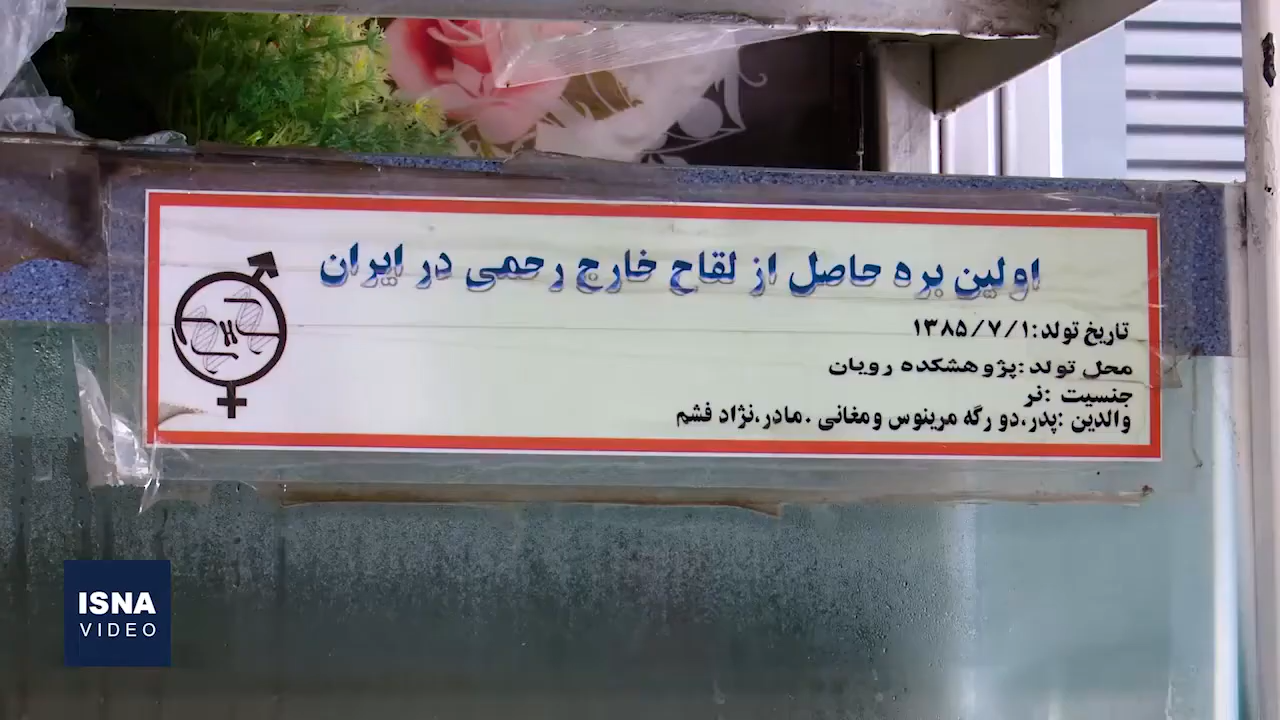 اولین بره حاصل از لقاح خارج رحمی در ایران
تاریخ تولد:۱۳۸۵/۷/۱
محل تولد :پژوهشکده رویان
جنسیت :نر
والدین :پدر،دو رگه مرینوس ومغانی .مادر،نژاد فشم
ISNA
VIDEO